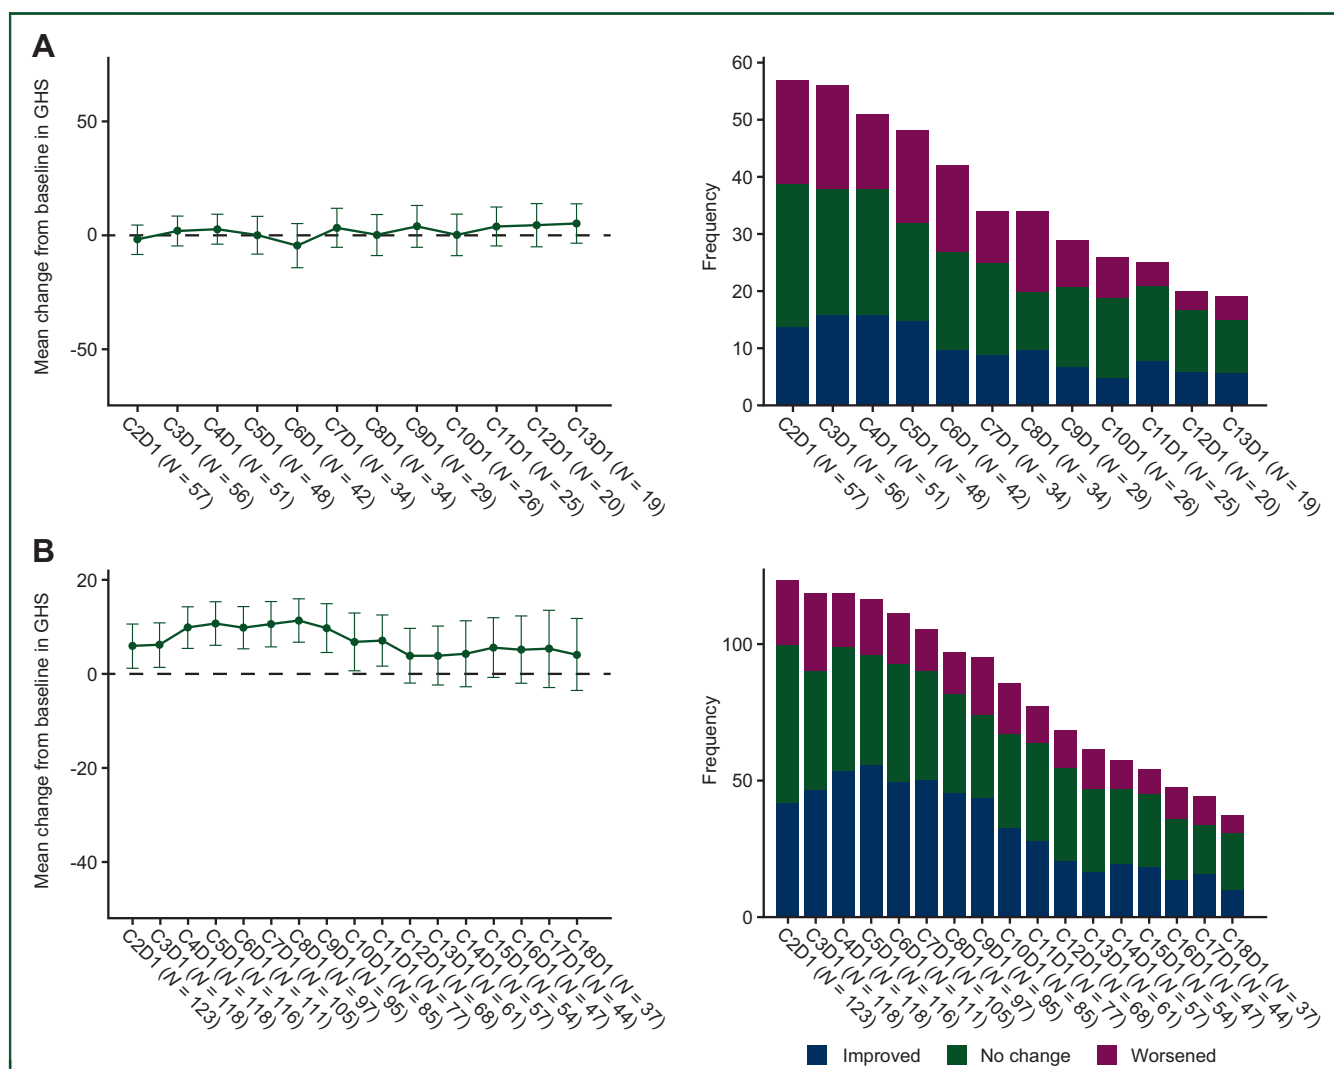 A
Mean change from baseline in GHS
50
0
-50
C2D1 (N = 57)
C3D1 (N = 56)
C4D1 (N = 51)
C5D1 (N = 48)
C6D1 (N = 42)
C7D1 (N = 34)
C8D1 (N = 34)
C9D1 (N = 29)
C10D1 (N = 26)
C11D1 (N = 25)
C12D1 (N = 20)
C13D1 (N = 19)
Frequency
60
50
40
30
20
10
0
C2D1 (N = 57)
C3D1 (N = 56)
C4D1 (N = 51)
C5D1 (N = 48)
C6D1 (N = 42)
C7D1 (N = 34)
C8D1 (N = 34)
C9D1 (N = 29)
C10D1 (N = 26)
C11D1 (N = 25)
C12D1 (N = 20)
C13D1 (N = 19)
B
Mean change from baseline in GHS
20
0
-20
-40
C2D1 (N = 123)
C3D1 (N = 118)
C4D1 (N = 118)
C5D1 (N = 116)
C6D1 (N = 111)
C7D1 (N = 105)
C8D1 (N = 97)
C9D1 (N = 95)
C10D1 (N = 85)
C11D1 (N = 77)
C12D1 (N = 68)
C13D1 (N = 61)
C14D1 (N = 57)
C15D1 (N = 54)
C16D1 (N = 47)
C17D1 (N = 44)
C18D1 (N = 37)
Frequency
100
50
0
C2D1 (N = 123)
C3D1 (N = 118)
C4D1 (N = 118)
C5D1 (N = 116)
C6D1 (N = 111)
C7D1 (N = 105)
C8D1 (N = 97)
C9D1 (N = 95)
C10D1 (N = 85)
C11D1 (N = 77)
C12D1 (N = 68)
C13D1 (N = 61)
C14D1 (N = 57)
C15D1 (N = 54)
C16D1 (N = 47)
C17D1 (N = 44)
C18D1 (N = 37)
Improved No change Worsened